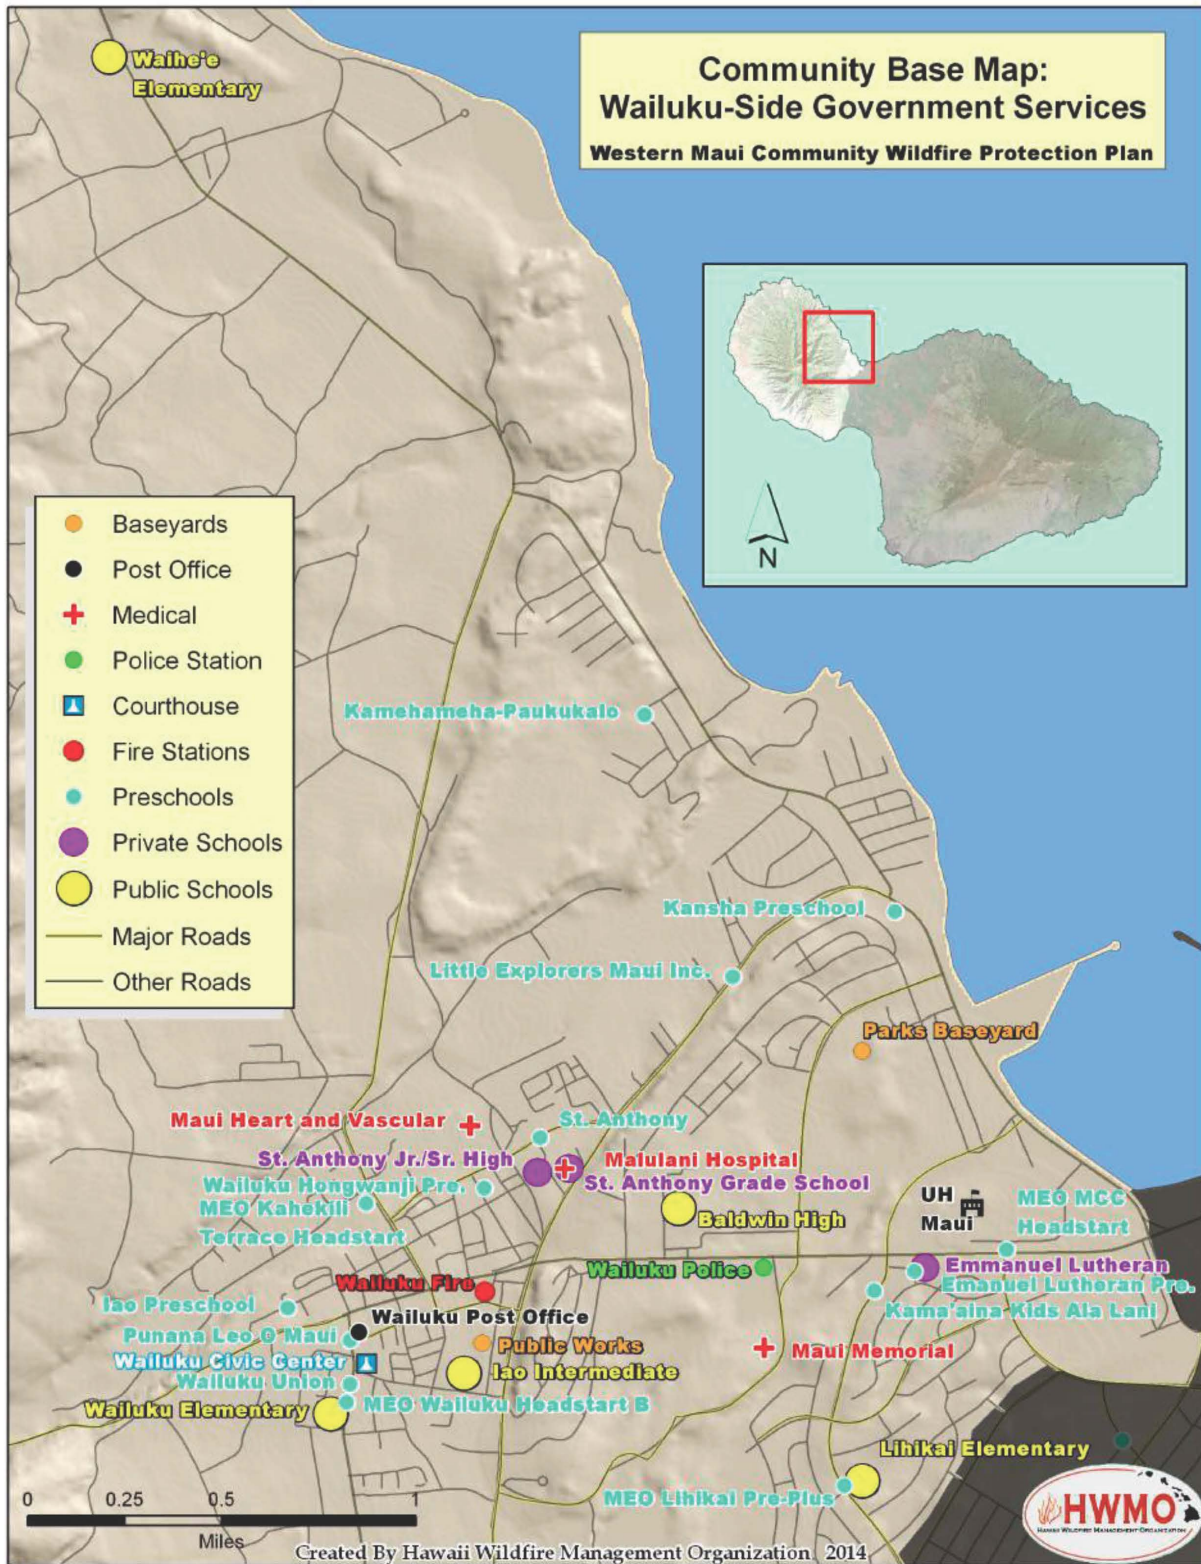 Waihe'e
Elementary
Community Base Map:
Wailuku-Side Government Services
Western Maui Community Wildfire Protection Plan
N
Baseyards
Post Office
Medical
Police Station
Courthouse
Fire Stations
Preschools
Private Schools
Public Schools
Major Roads
Other Roads
Kamehameha-Paukukalo
Kansha Preschool
Little Explorers Maui Inc.
Parks Baseyard
Maui Heart and Vascular
St. Anthony
St. Anthony Jr./Sr. High
Malulani Hospital
Wailuku Hongwanji Pre.
St. Anthony Grade School
MEO Kahekili
Terrace Headstart
Baldwin High
UH
Maui
MEO MCC
Headstart
Wailuku Police
Emmanuel Lutheran
Emanuel Lutheran Pre.
Wailuku Fire
Iao Preschool
Kama'aina Kids Ala Lani
Wailuku Post Office
Punana Leo O'Maui
Public Works
Maui Memorial
Wailuku Civic Center
Iao Intermediate
Wailuku Union
Wailuku Elementary
MEO Wailuku Headstart B
Lihikai Elementary
MEO Lihikai Pre-Plus
0 0.25 0.5 1
Miles
HWMO
HAWAII WILDFIRE MANAGEMENT ORGANIZATION
Created By Hawaii Wildfire Management Organization, 2014